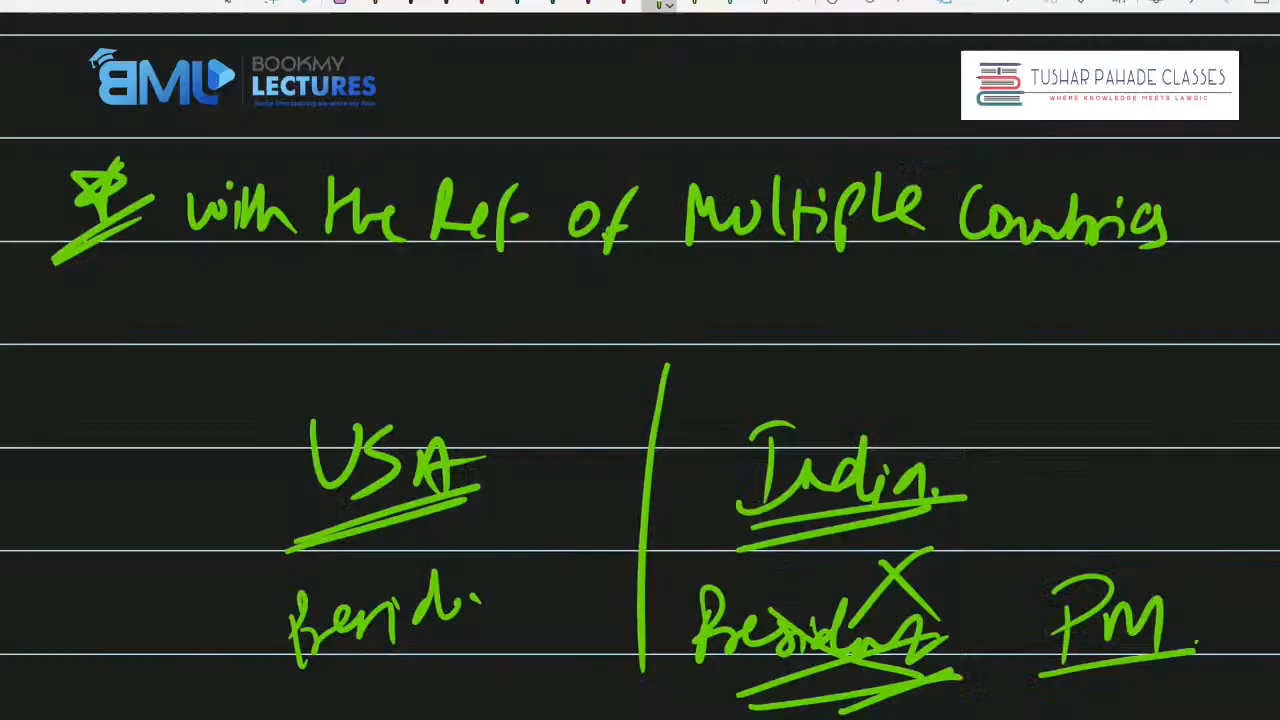 BML BOOKMY LECTURES
TUSHAR PAHADE CLASSES
WHERE KNOWLEDGE MEETS LAWGIC
with the Ref of Multiple Countries
USA
India
President PM